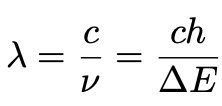 λ = c/ν = ch/ΔE